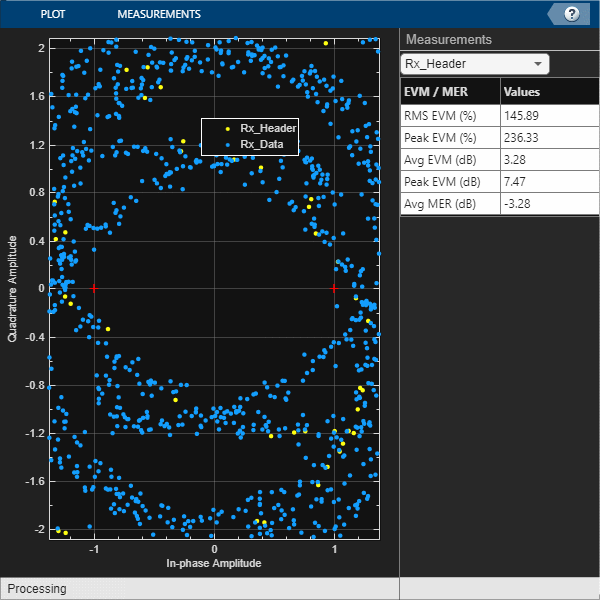 PLOT MEASUREMENTS ?
Measurements
Rx_Header
EVM / MER Values
RMS EVM (%) 145.89
Peak EVM (%) 236.33
Avg EVM (dB) 3.28
Peak EVM (dB) 7.47
Avg MER (dB) -3.28
Rx_Header
Rx_Data
Quadrature Amplitude
2
1.6
1.2
0.8
0.4
0
-0.4
-0.8
-1.2
-1.6
-2
-1 0 1
In-phase Amplitude
Processing